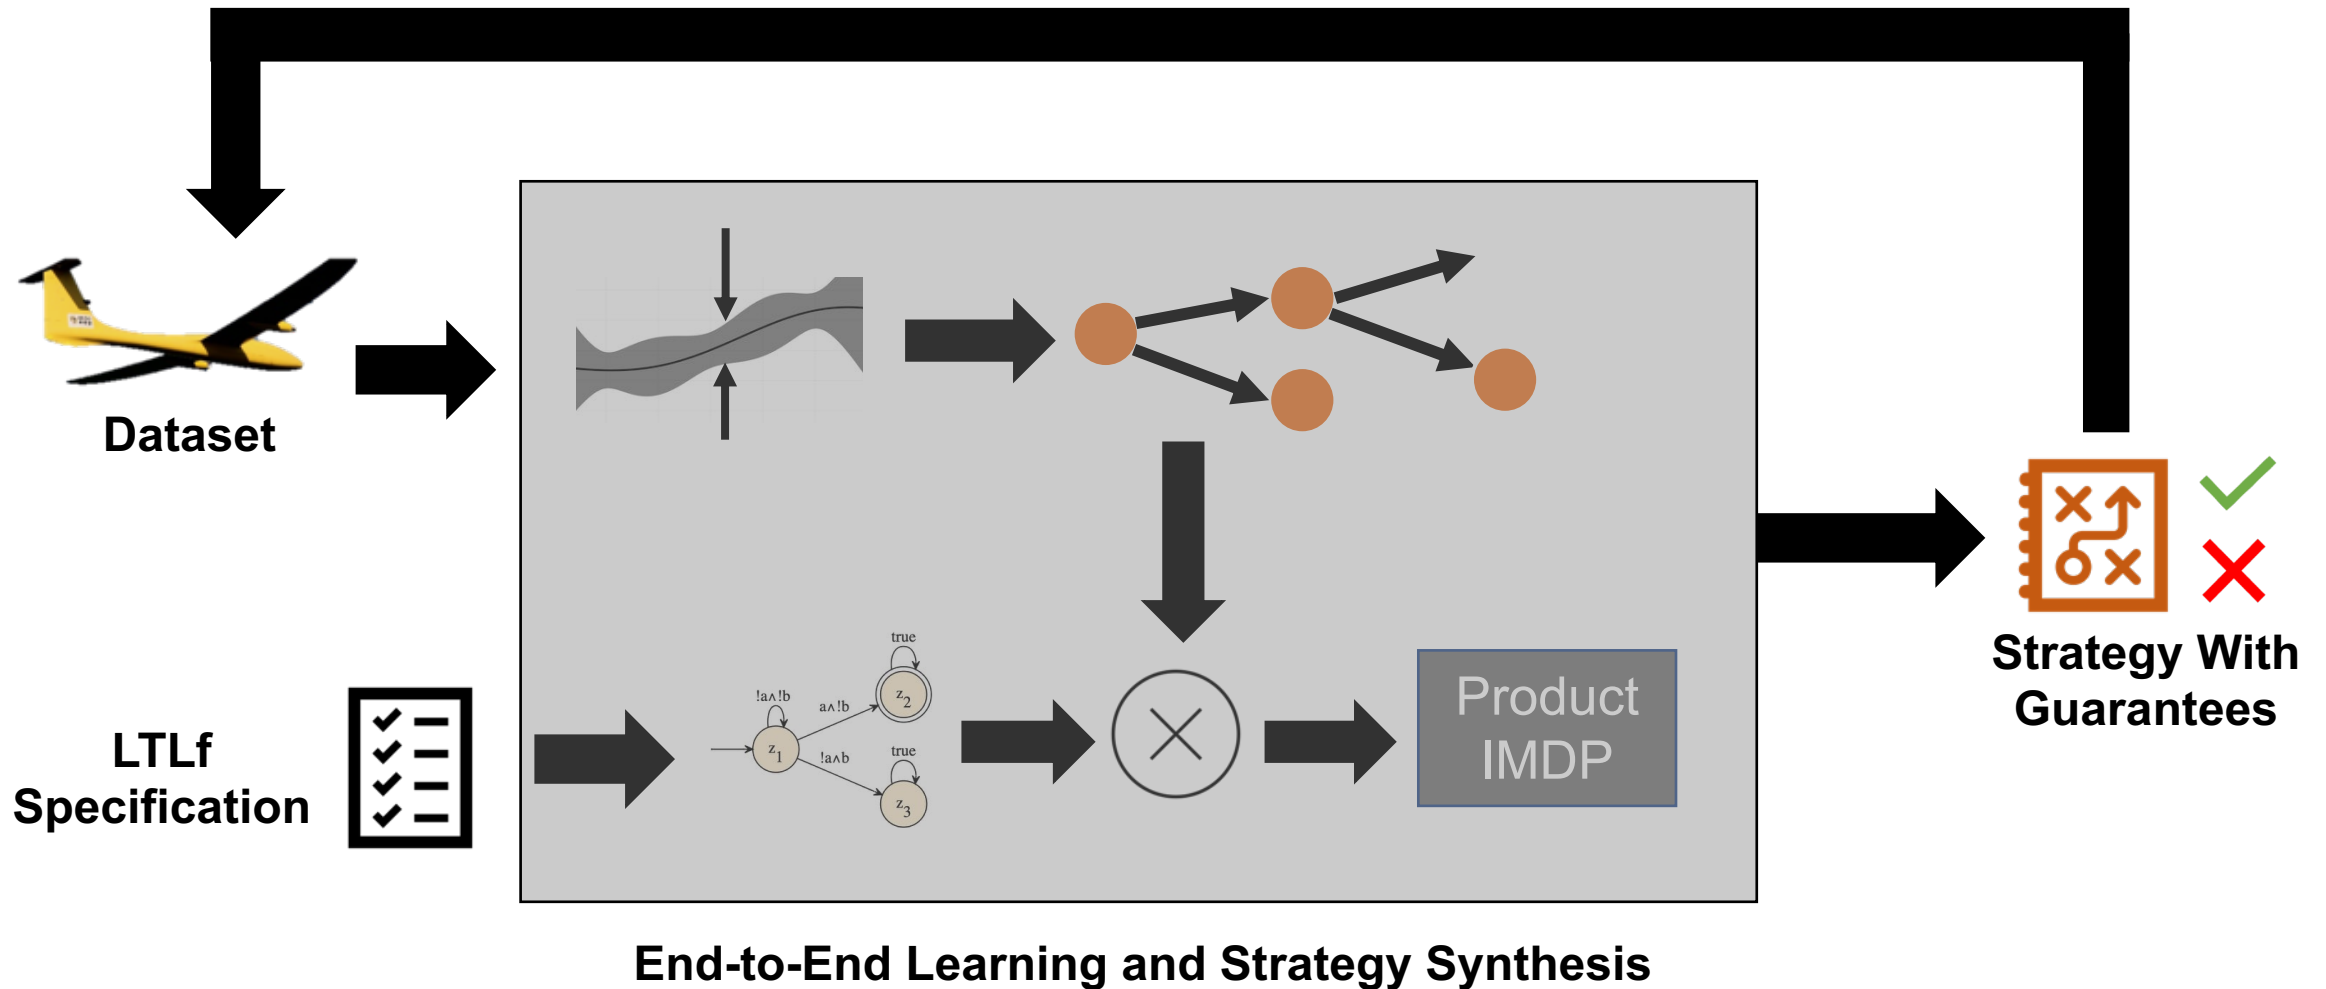 Dataset
LTLf
Specification
true
!a∧!b
a∧!b
z2
z1
true
!a∧b
z3
Product
IMDP
Strategy With
Guarantees
End-to-End Learning and Strategy Synthesis